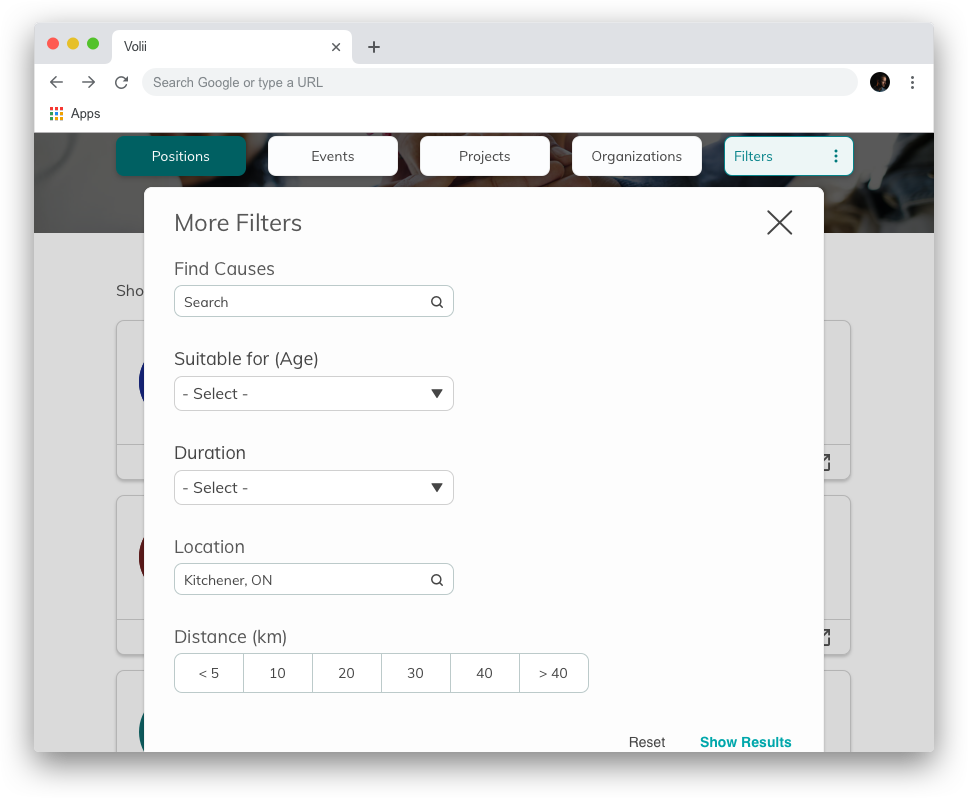 Volii
Search Google or type a URL
Apps
Positions Events Projects Organizations Filters
More Filters
Sho
Find Causes
Search
Suitable for (Age)
- Select -
Duration
- Select -
Location
Kitchener, ON
Distance (km)
< 5 10 20 30 40 > 40
Reset Show Results